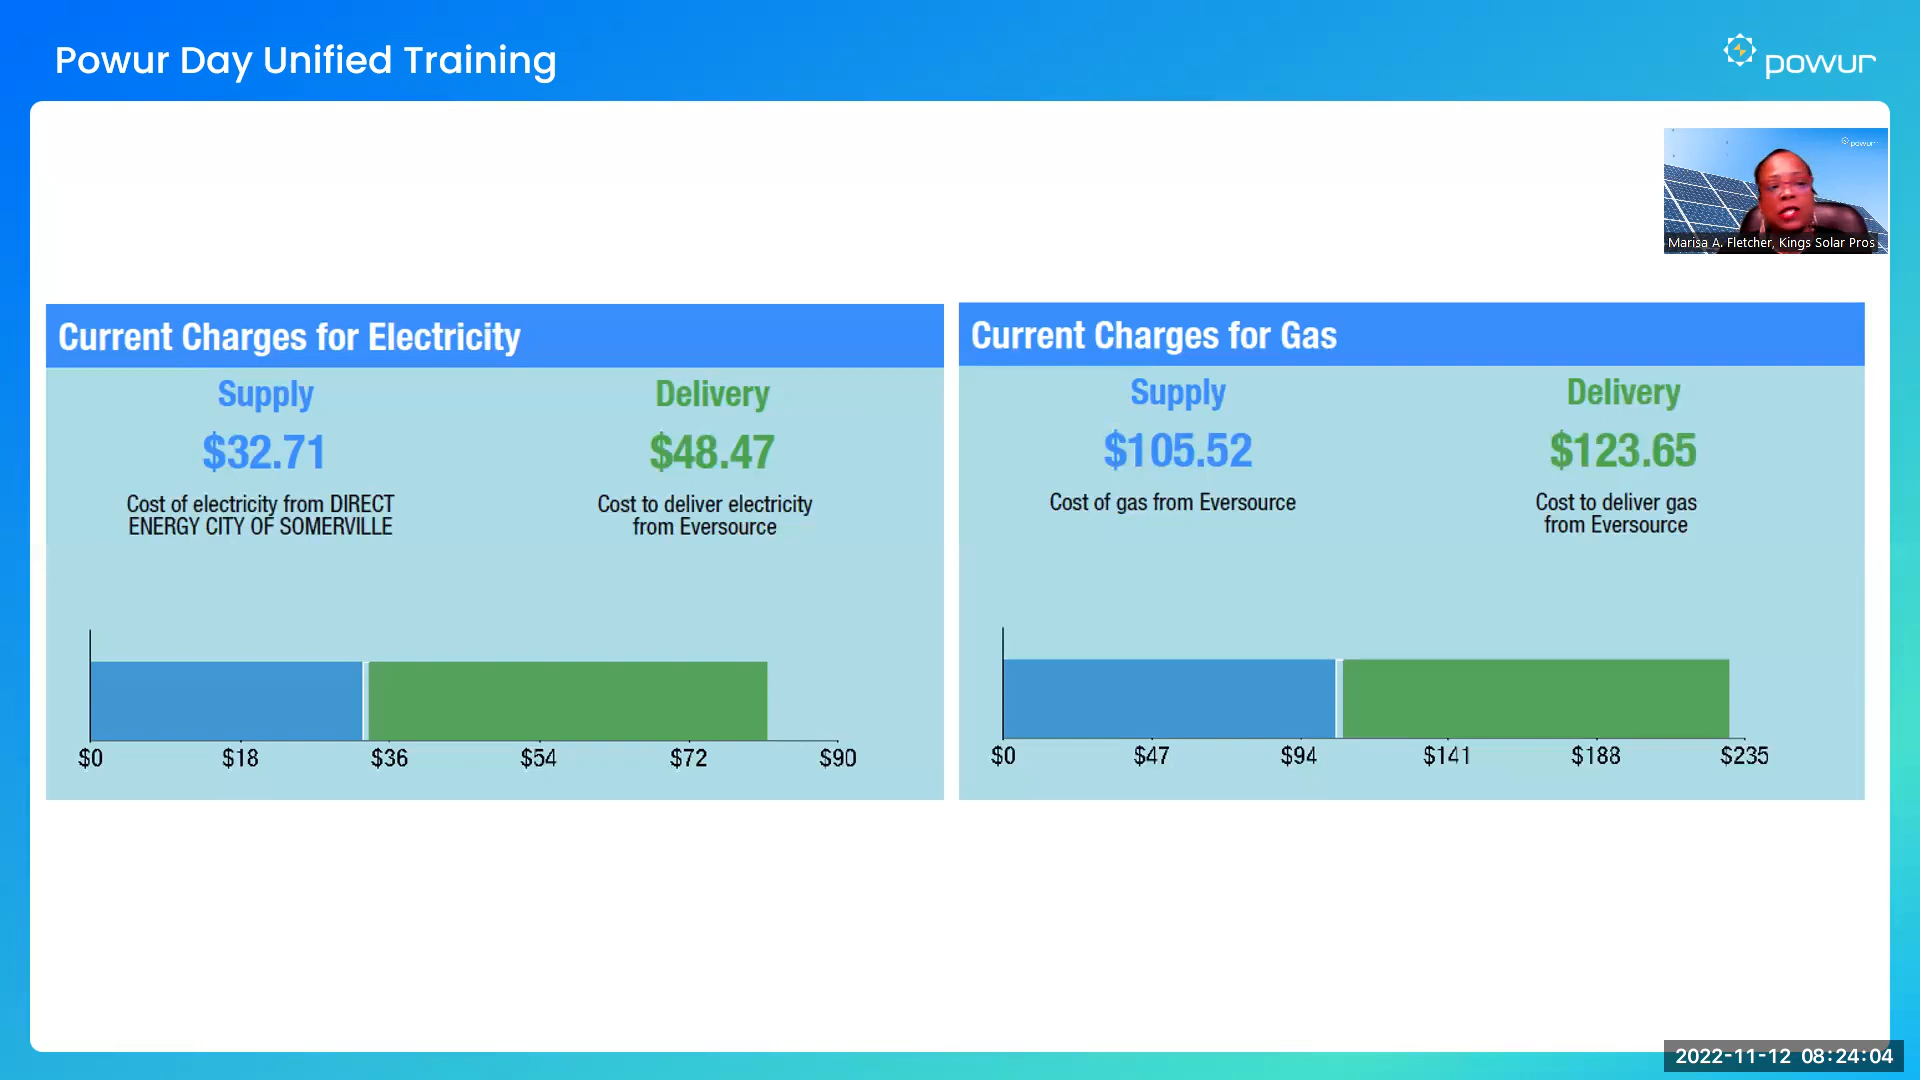 Powur Day Unified Training
powur
powur
Marisa A. Fletcher, Kings Solar Pros
Current Charges for Electricity
Supply
Delivery
$32.71
$48.47
Cost of electricity from DIRECT
ENERGY CITY OF SOMERVILLE
Cost to deliver electricity
from Eversource
$0
$18
$36
$54
$72
$90
Current Charges for Gas
Supply
Delivery
$105.52
$123.65
Cost of gas from Eversource
Cost to deliver gas
from Eversource
$0
$47
$94
$141
$188
$235
2022-11-12 08:24:04